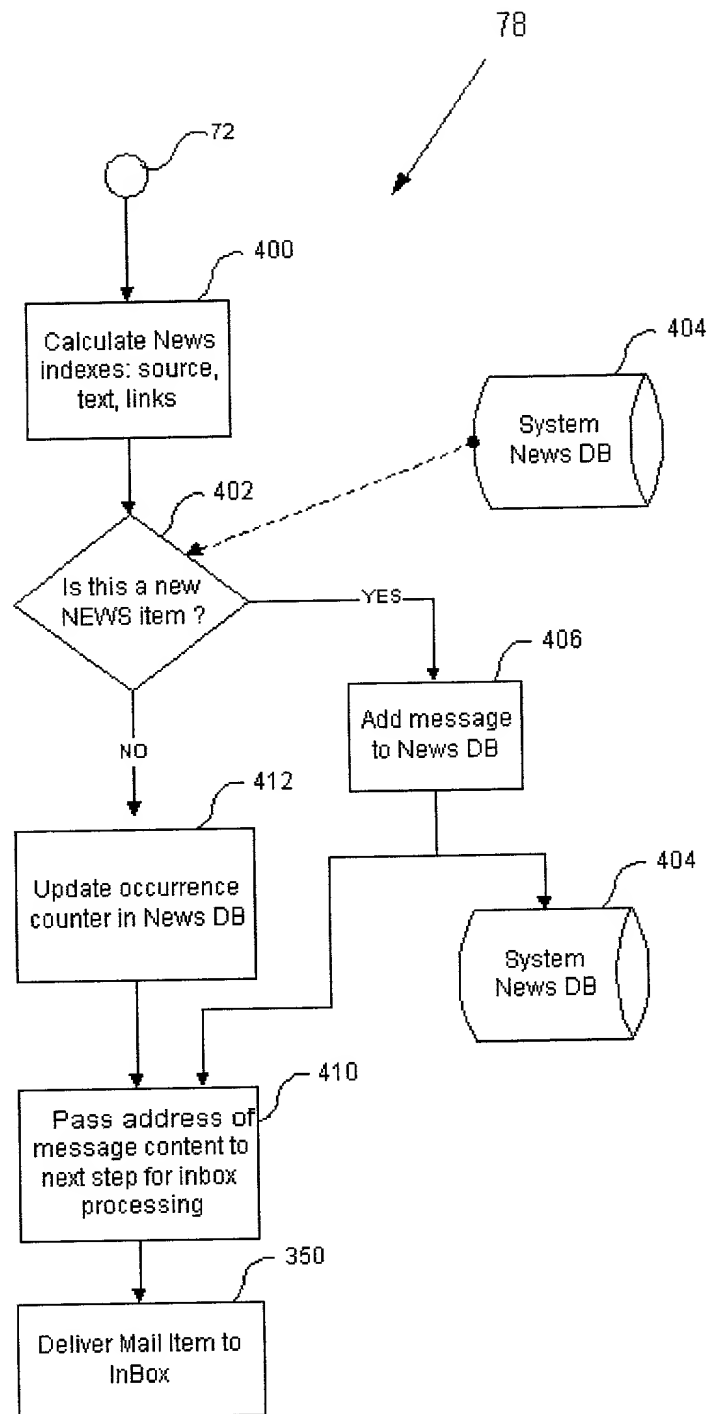 78
72
400
Calculate News
indexes: source,
text, links
404
System
News DB
402
Is this a new
NEWS item ?
YES
406
Add message
to News DB
NO
412
Update occurrence
counter in News DB
404
System
News DB
410
Pass address of
message content to
next step for inbox
processing
350
Deliver Mail Item to
InBox